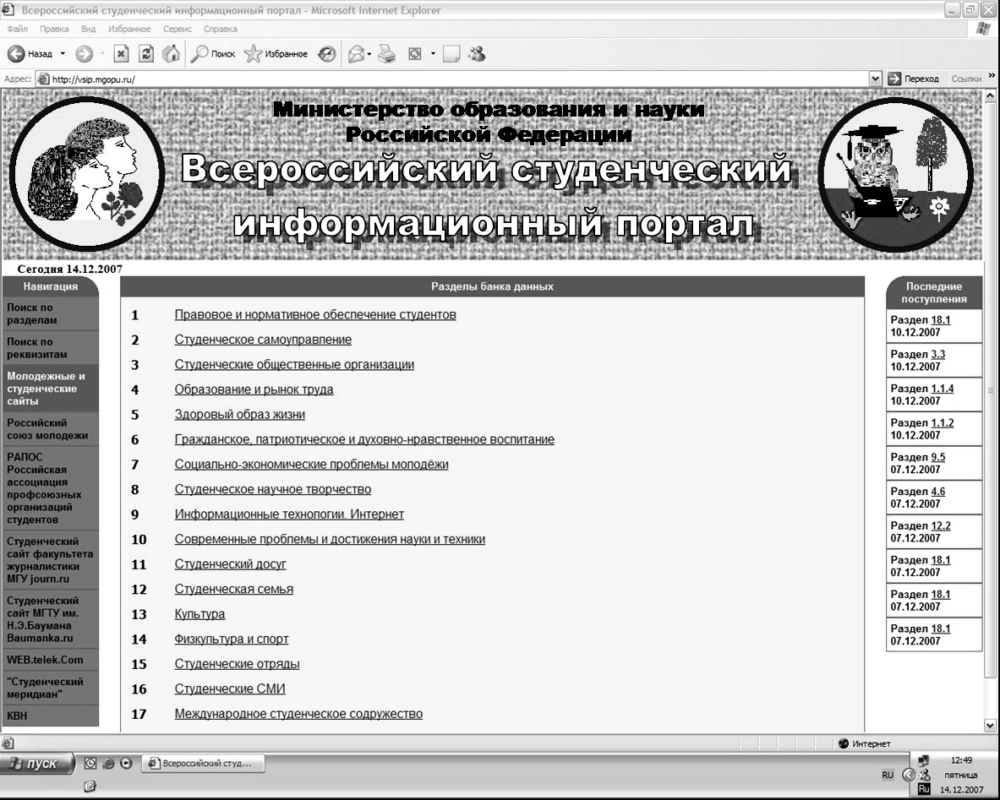 Всероссийский студенческий информационный портал - Microsoft Internet Explorer
Файл Правка Вид Избранное Сервис Справка
Назад Поиск Избранное
Адрес: http://vsip.mgopu.ru/ Переход Ссылки »
Министерство образования и науки
Российской Федерации
Всероссийский студенческий
информационный портал
Сегодня 14.12.2007
Навигация
Поиск по
разделам
Поиск по
реквизитам
Молодежные и
студенческие
сайты
Российский
союз молодежи
РАПОС
Российская
ассоциация
профсоюзных
организаций
студентов
Студенческий
сайт факультета
журналистики
МГУ journ.ru
Студенческий
сайт МГТУ им.
Н.Э.Баумана
Baumanka.ru
WEB.telek.Com
"Студенческий
меридиан"
КВН
Разделы банка данных
1 Правовое и нормативное обеспечение студентов
2 Студенческое самоуправление
3 Студенческие общественные организации
4 Образование и рынок труда
5 Здоровый образ жизни
6 Гражданское, патриотическое и духовно-нравственное воспитание
7 Социально-экономические проблемы молодёжи
8 Студенческое научное творчество
9 Информационные технологии. Интернет
10 Современные проблемы и достижения науки и техники
11 Студенческий досуг
12 Студенческая семья
13 Культура
14 Физкультура и спорт
15 Студенческие отряды
16 Студенческие СМИ
17 Международное студенческое содружество
Последние
поступления
Раздел 18.1
10.12.2007
Раздел 3.3
10.12.2007
Раздел 1.1.4
10.12.2007
Раздел 1.1.2
10.12.2007
Раздел 9.5
07.12.2007
Раздел 4.6
07.12.2007
Раздел 12.2
07.12.2007
Раздел 18.1
07.12.2007
Раздел 18.1
07.12.2007
Раздел 18.1
07.12.2007
Интернет
пуск Всероссийский студ...
RU
Ru
12:49
пятница
14.12.2007